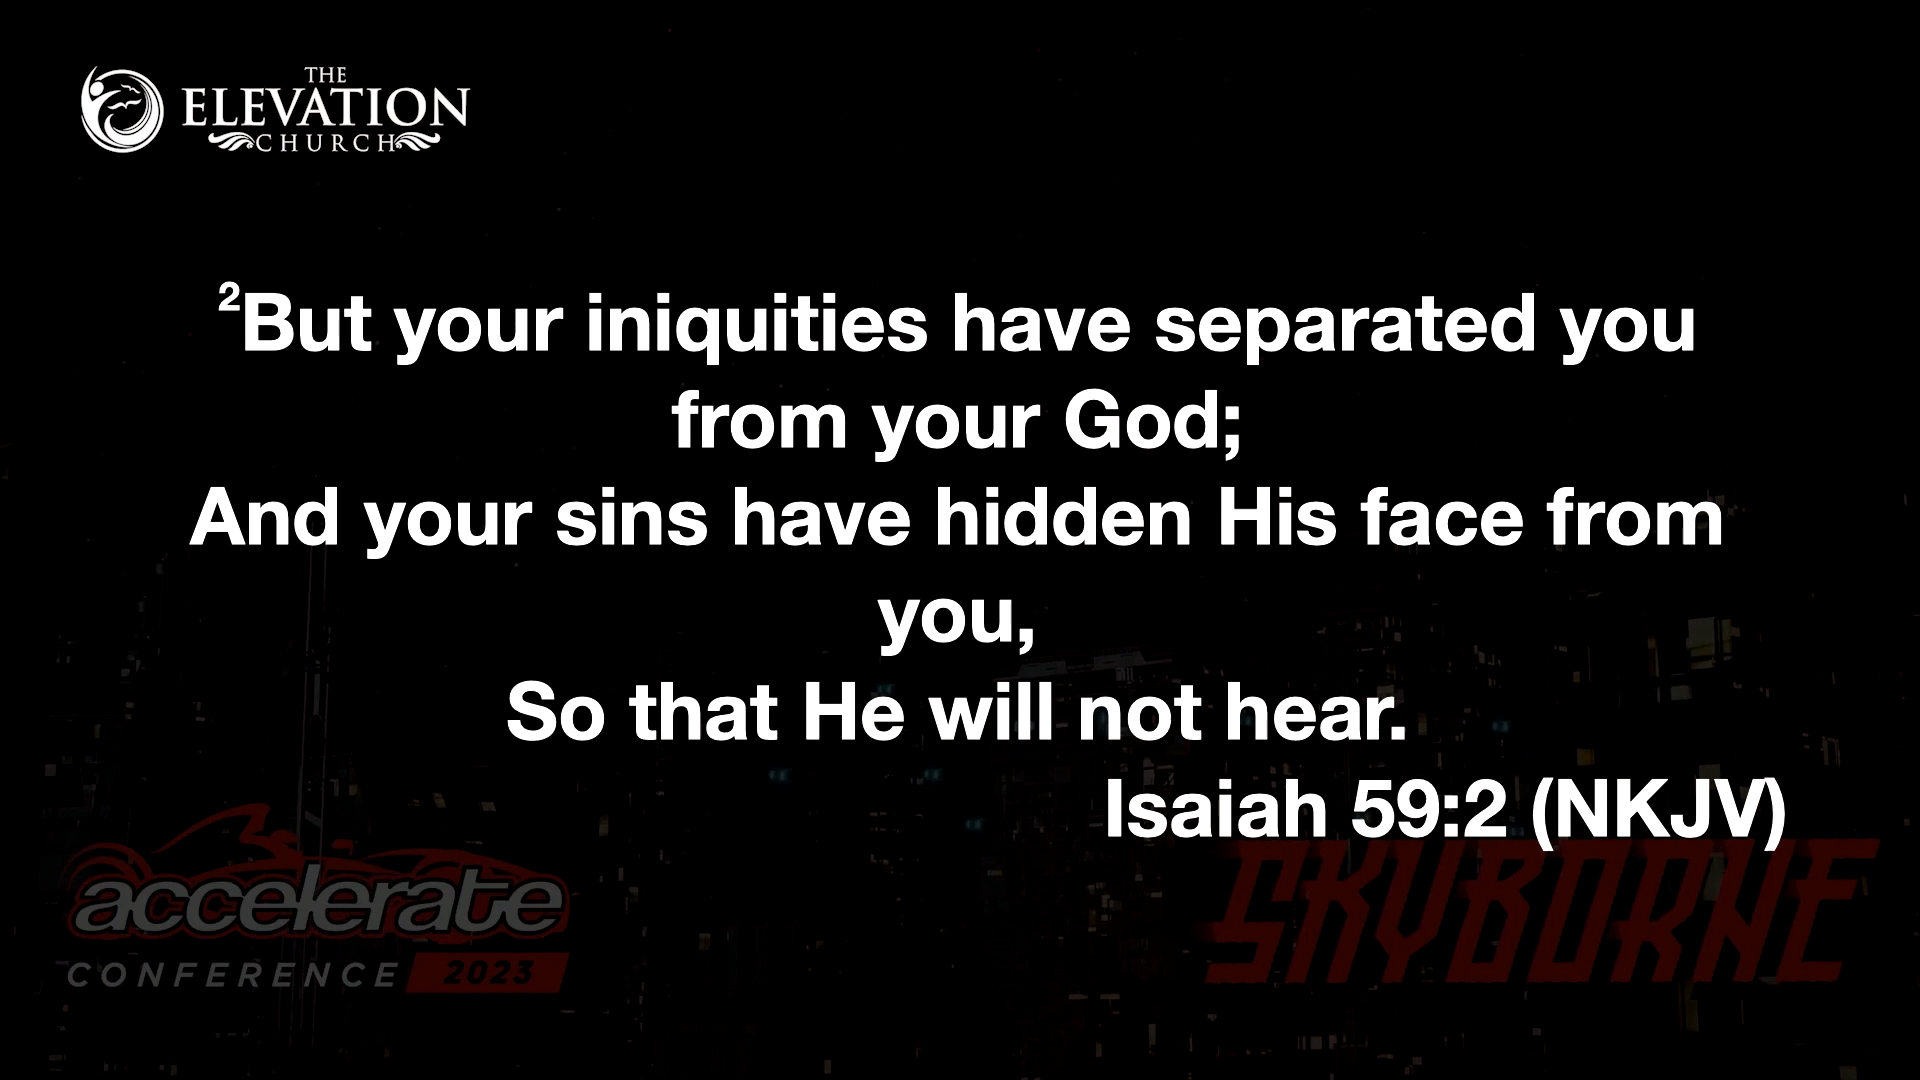 THE
ELEVATION
CHURCH
²But your iniquities have separated you
from your God;
And your sins have hidden His face from
you,
So that He will not hear.
Isaiah 59:2 (NKJV)
accelerate
CONFERENCE 2023
SKYBORNE